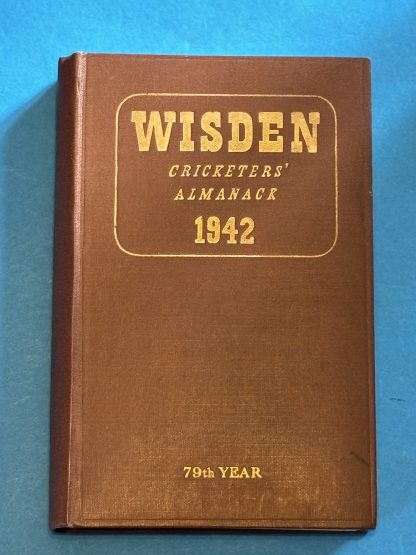 WISDEN
CRICKETERS'
ALMANACK
1942
79th YEAR